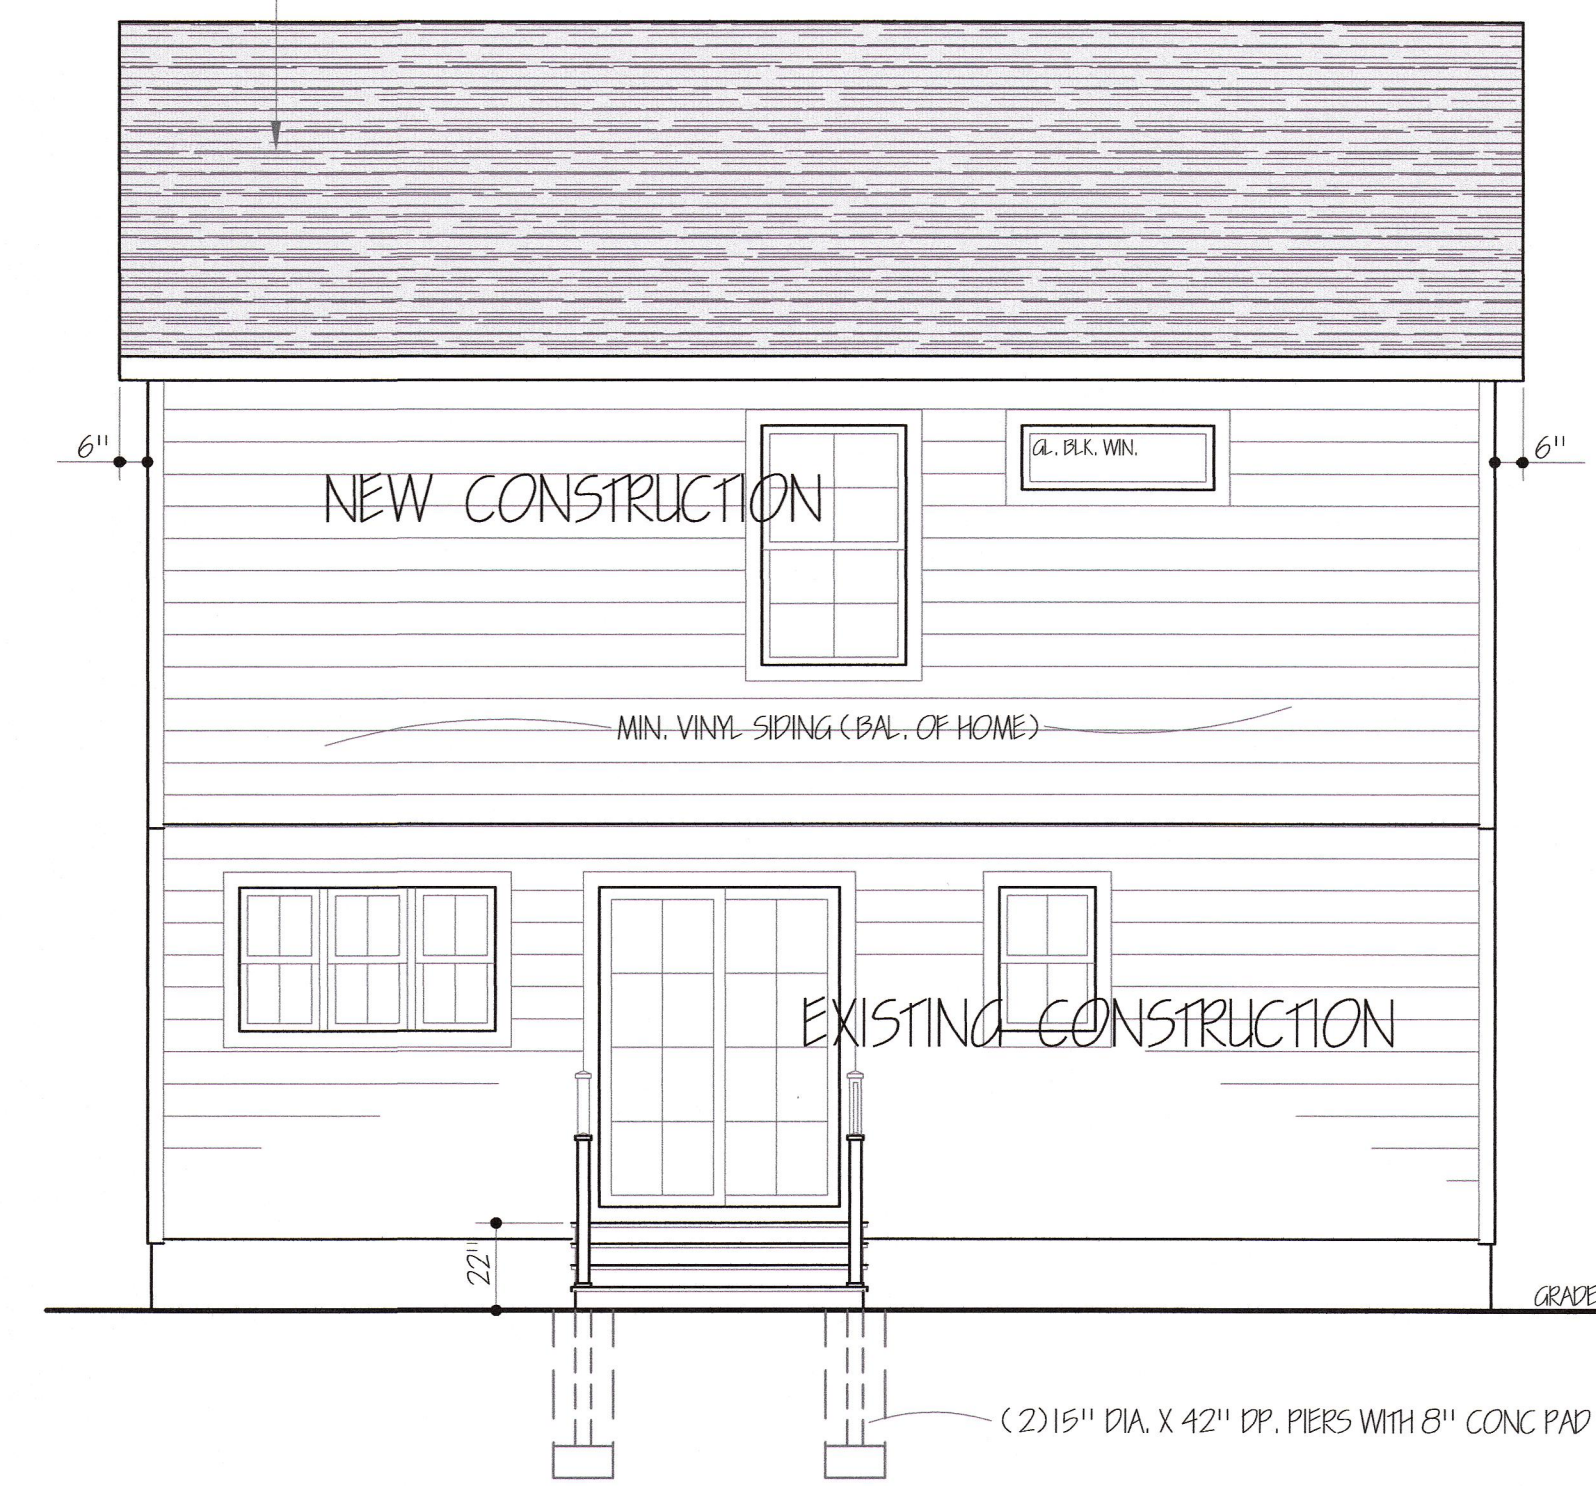 6"
GL. BLK. WIN.
6"
NEW CONSTRUCTION
MIN. VINYL SIDING (BAL. OF HOME)
EXISTING CONSTRUCTION
22"
GRADE
(2)15" DIA. X 42" DP. PIERS WITH 8" CONC PAD